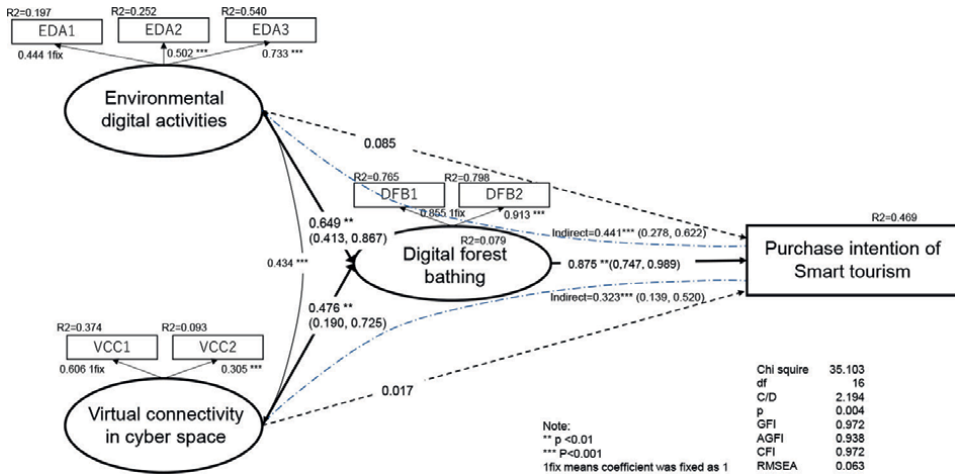 R2=0.197
R2=0.252
R2=0.540
EDA1
EDA2
EDA3
0.444 1fix
0.502 ***
0.733 ***
Environmental
digital activities
0.085
R2=0.765
R2=0.798
DFB1
DFB2
0.855 1fix
0.913 ***
R2=0.469
0.649 **
(0.413, 0.867)
Indirect=0.441*** (0.278, 0.622)
R2=0.079
Digital forest
bathing
0.875 **(0.747, 0.989)
Purchase intention of
Smart tourism
0.434 ***
Indirect=0.323*** (0.139, 0.520)
0.476 **
(0.190, 0.725)
R2=0.374
R2=0.093
VCC1
VCC2
0.606 1fix
0.305 ***
0.017
Virtual connectivity
in cyber space
Chi squire 35.103
df 16
C/D 2.194
p 0.004
GFI 0.972
AGFI 0.938
CFI 0.972
RMSEA 0.063
Note:
** p <0.01
*** P<0.001
1fix means coefficient was fixed as 1